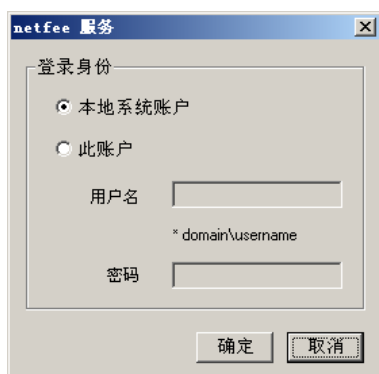 netfee 服务
登录身份
本地系统账户
此账户
用户名
* domain\username
密码
确定 取消